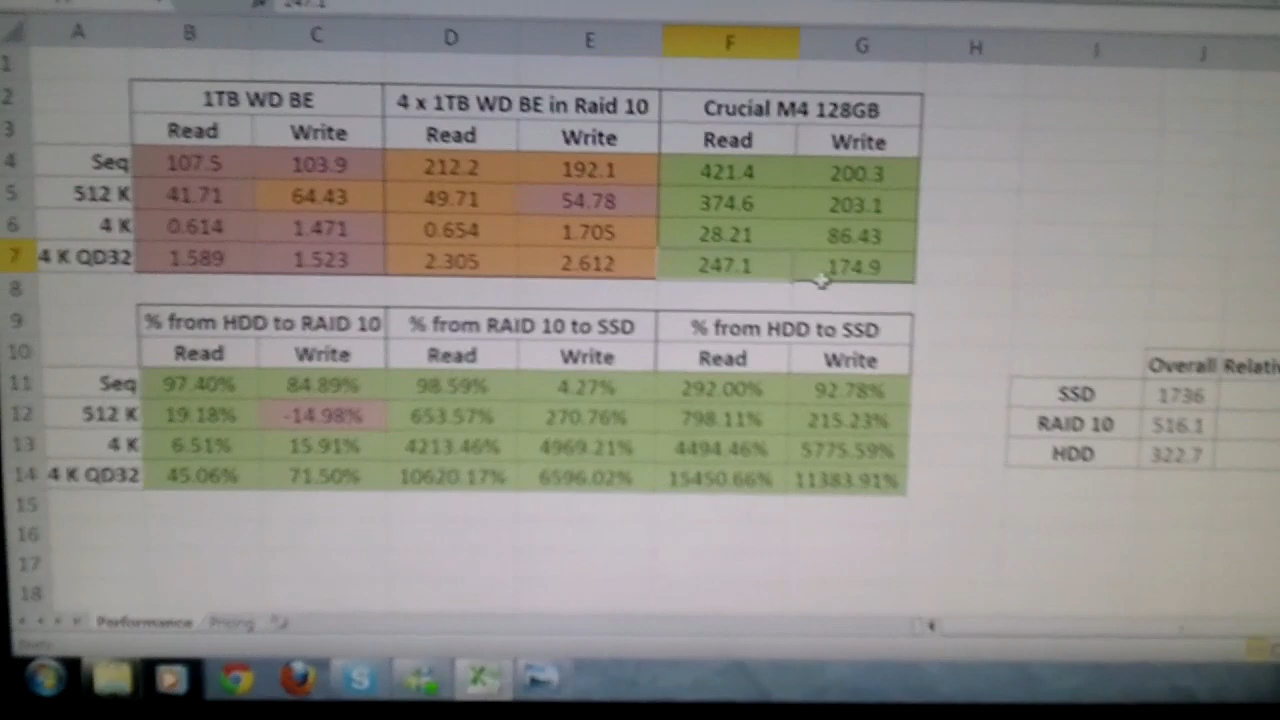 A B C D E F G H I J
1
2 1TB WD BE 4 x 1TB WD BE in Raid 10 Crucial M4 128GB
3 Read Write Read Write Read Write
4 Seq 107.5 103.9 212.2 192.1 421.4 200.3
5 512 K 41.71 64.43 49.71 54.78 374.6 203.1
6 4 K 0.614 1.471 0.654 1.705 28.21 86.43
7 4 K QD32 1.589 1.523 2.305 2.612 247.1 174.9
8
9 % from HDD to RAID 10 % from RAID 10 to SSD % from HDD to SSD
10 Read Write Read Write Read Write Overall Relativ
11 Seq 97.40% 84.89% 98.59% 4.27% 292.00% 92.78% SSD 1736
12 512 K 19.18% -14.98% 653.57% 270.76% 798.11% 215.23% RAID 10 516.1
13 4 K 6.51% 15.91% 4213.46% 4969.21% 4494.46% 5775.59% HDD 322.7
14 4 K QD32 45.06% 71.50% 10620.17% 6596.02% 15450.66% 11383.91%
15
16
17
18
Performance Pricing